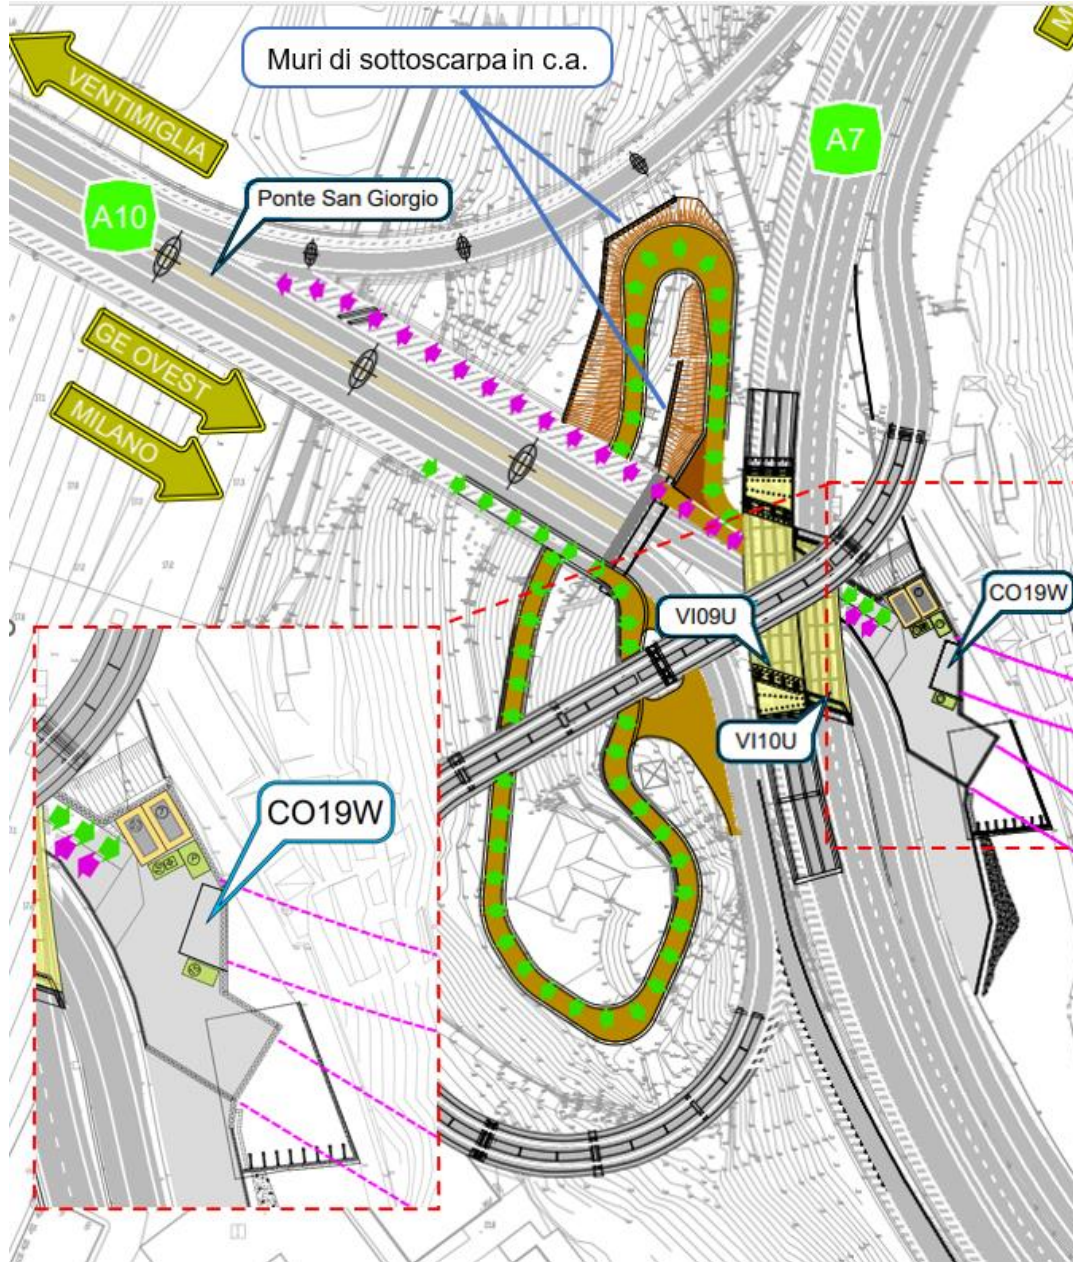 Muri di sottoscarpa in c.a.
VENTIMIGLIA
A7
A10
Ponte San Giorgio
GE OVEST
MILANO
CO19W
VI09U
VI10U
CO19W